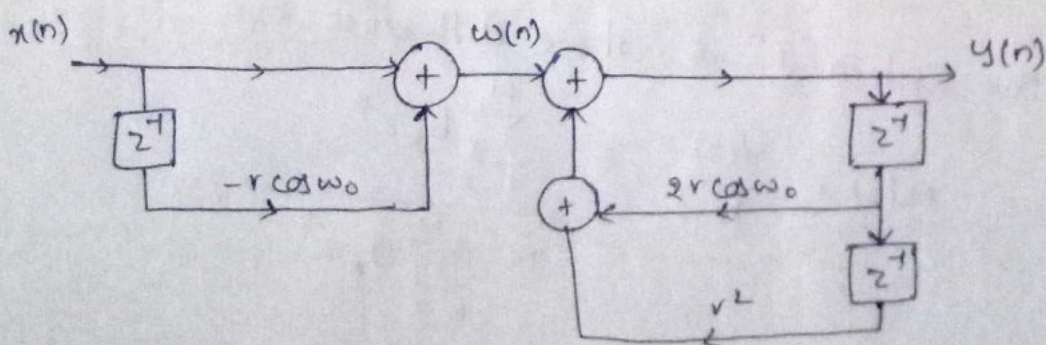 x(n)
w(n)
y(n)
+
+
z⁻¹
z⁻¹
-r cosω₀
2r cosω₀
+
z⁻¹
r²